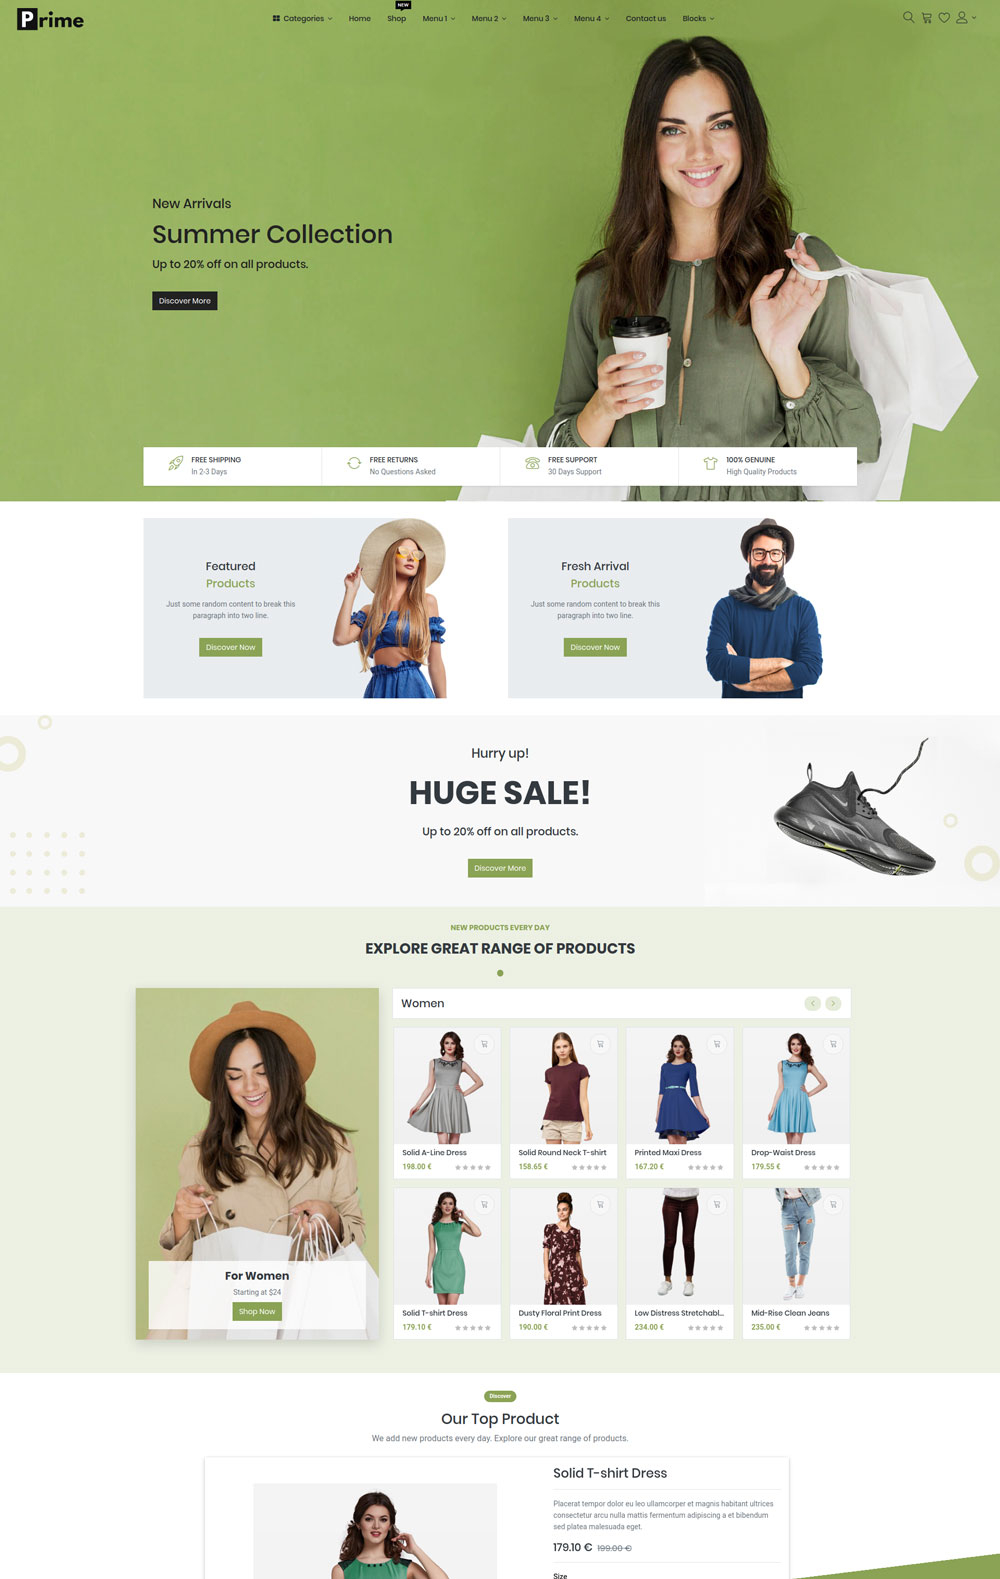 Prime
NEW
Categories Home Shop Menu 1 Menu 2 Menu 3 Menu 4 Contact us Blocks
New Arrivals
Summer Collection
Up to 20% off on all products.
Discover More
FREE SHIPPING
In 2-3 Days
FREE RETURNS
No Questions Asked
FREE SUPPORT
30 Days Support
100% GENUINE
High Quality Products
Featured
Products
Just some random content to break this
paragraph into two line.
Discover Now
Fresh Arrival
Products
Just some random content to break this
paragraph into two line.
Discover Now
Hurry up!
HUGE SALE!
Up to 20% off on all products.
Discover More
NEW PRODUCTS EVERY DAY
EXPLORE GREAT RANGE OF PRODUCTS
For Women
Starting at $24
Shop Now
Women
Solid A-Line Dress
198.00 €
Solid Round Neck T-shirt
158.65 €
Printed Maxi Dress
167.20 €
Drop-Waist Dress
179.55 €
Solid T-shirt Dress
179.10 €
Dusty Floral Print Dress
190.00 €
Low Distress Stretchabl...
234.00 €
Mid-Rise Clean Jeans
235.00 €
Discover
Our Top Product
We add new products every day. Explore our great range of products.
Solid T-shirt Dress
Placerat tempor dolor eu leo ullamcorper et magnis habitant ultrices
consectetur arcu nulla mattis fermentum adipiscing a et bibendum
sed platea malesuada eget.
179.10 € 199.00 €
Size